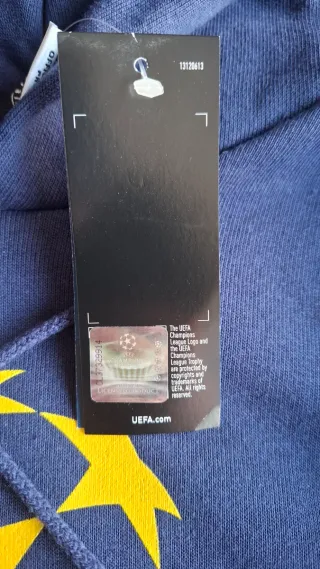 13120613
The UEFA
Champions
League Logo and
the UEFA
Champions
League Trophy
are protected by
copyrights and
trademarks of
UEFA. All rights
reserved.
UEFA.com